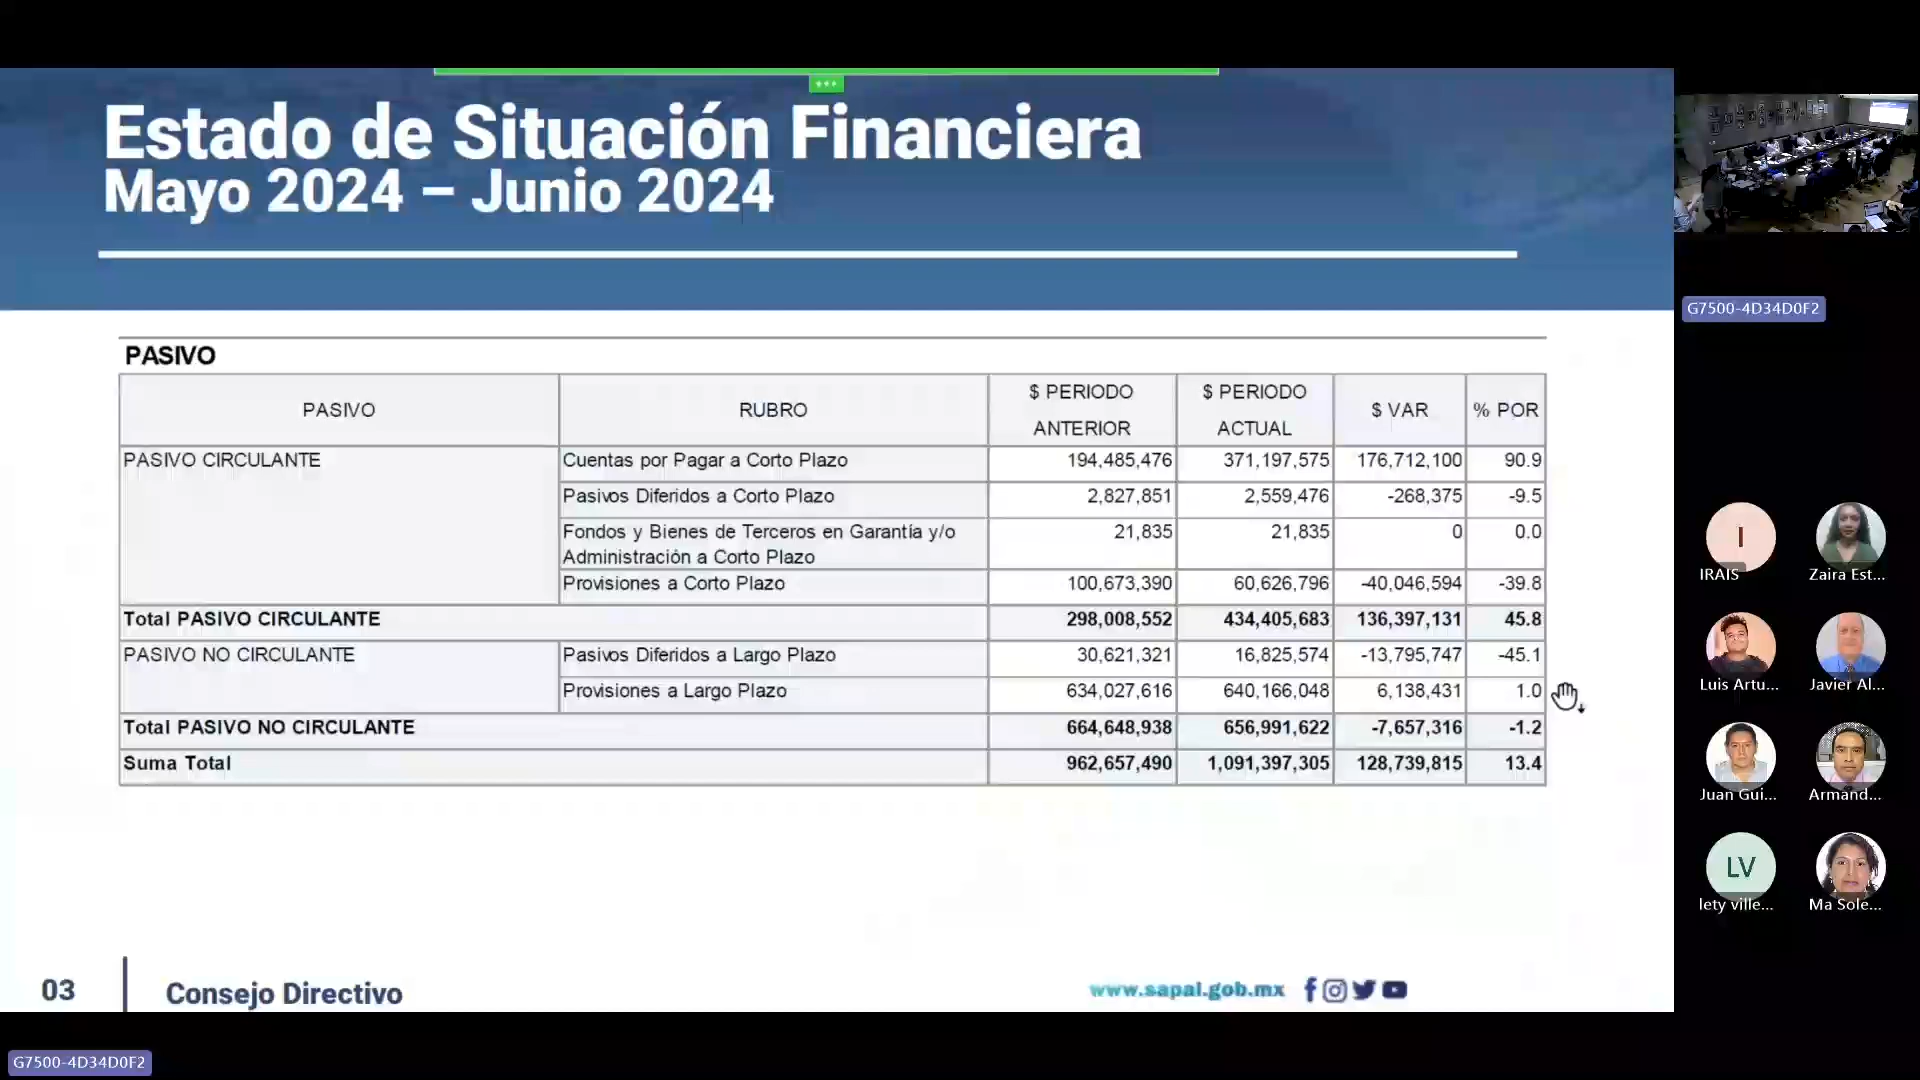 Estado de Situación Financiera
Mayo 2024 – Junio 2024
PASIVO
PASIVO RUBRO $ PERIODO ANTERIOR $ PERIODO ACTUAL $ VAR % POR
PASIVO CIRCULANTE Cuentas por Pagar a Corto Plazo 194,485,476 371,197,575 176,712,100 90.9
Pasivos Diferidos a Corto Plazo 2,827,851 2,559,476 -268,375 -9.5
Fondos y Bienes de Terceros en Garantía y/o Administración a Corto Plazo 21,835 21,835 0 0.0
Provisiones a Corto Plazo 100,673,390 60,626,796 -40,046,594 -39.8
Total PASIVO CIRCULANTE 298,008,552 434,405,683 136,397,131 45.8
PASIVO NO CIRCULANTE Pasivos Diferidos a Largo Plazo 30,621,321 16,825,574 -13,795,747 -45.1
Provisiones a Largo Plazo 634,027,616 640,166,048 6,138,431 1.0
Total PASIVO NO CIRCULANTE 664,648,938 656,991,622 -7,657,316 -1.2
Suma Total 962,657,490 1,091,397,305 128,739,815 13.4
03 Consejo Directivo www.sapal.gob.mx
G7500-4D34D0F2
G7500-4D34D0F2
I
IRAIS Zaira Est...
Luis Artu... Javier Al...
Juan Gui... Armand...
LV
lety ville... Ma Sole...